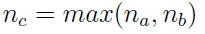 n_c = max(n_a, n_b)